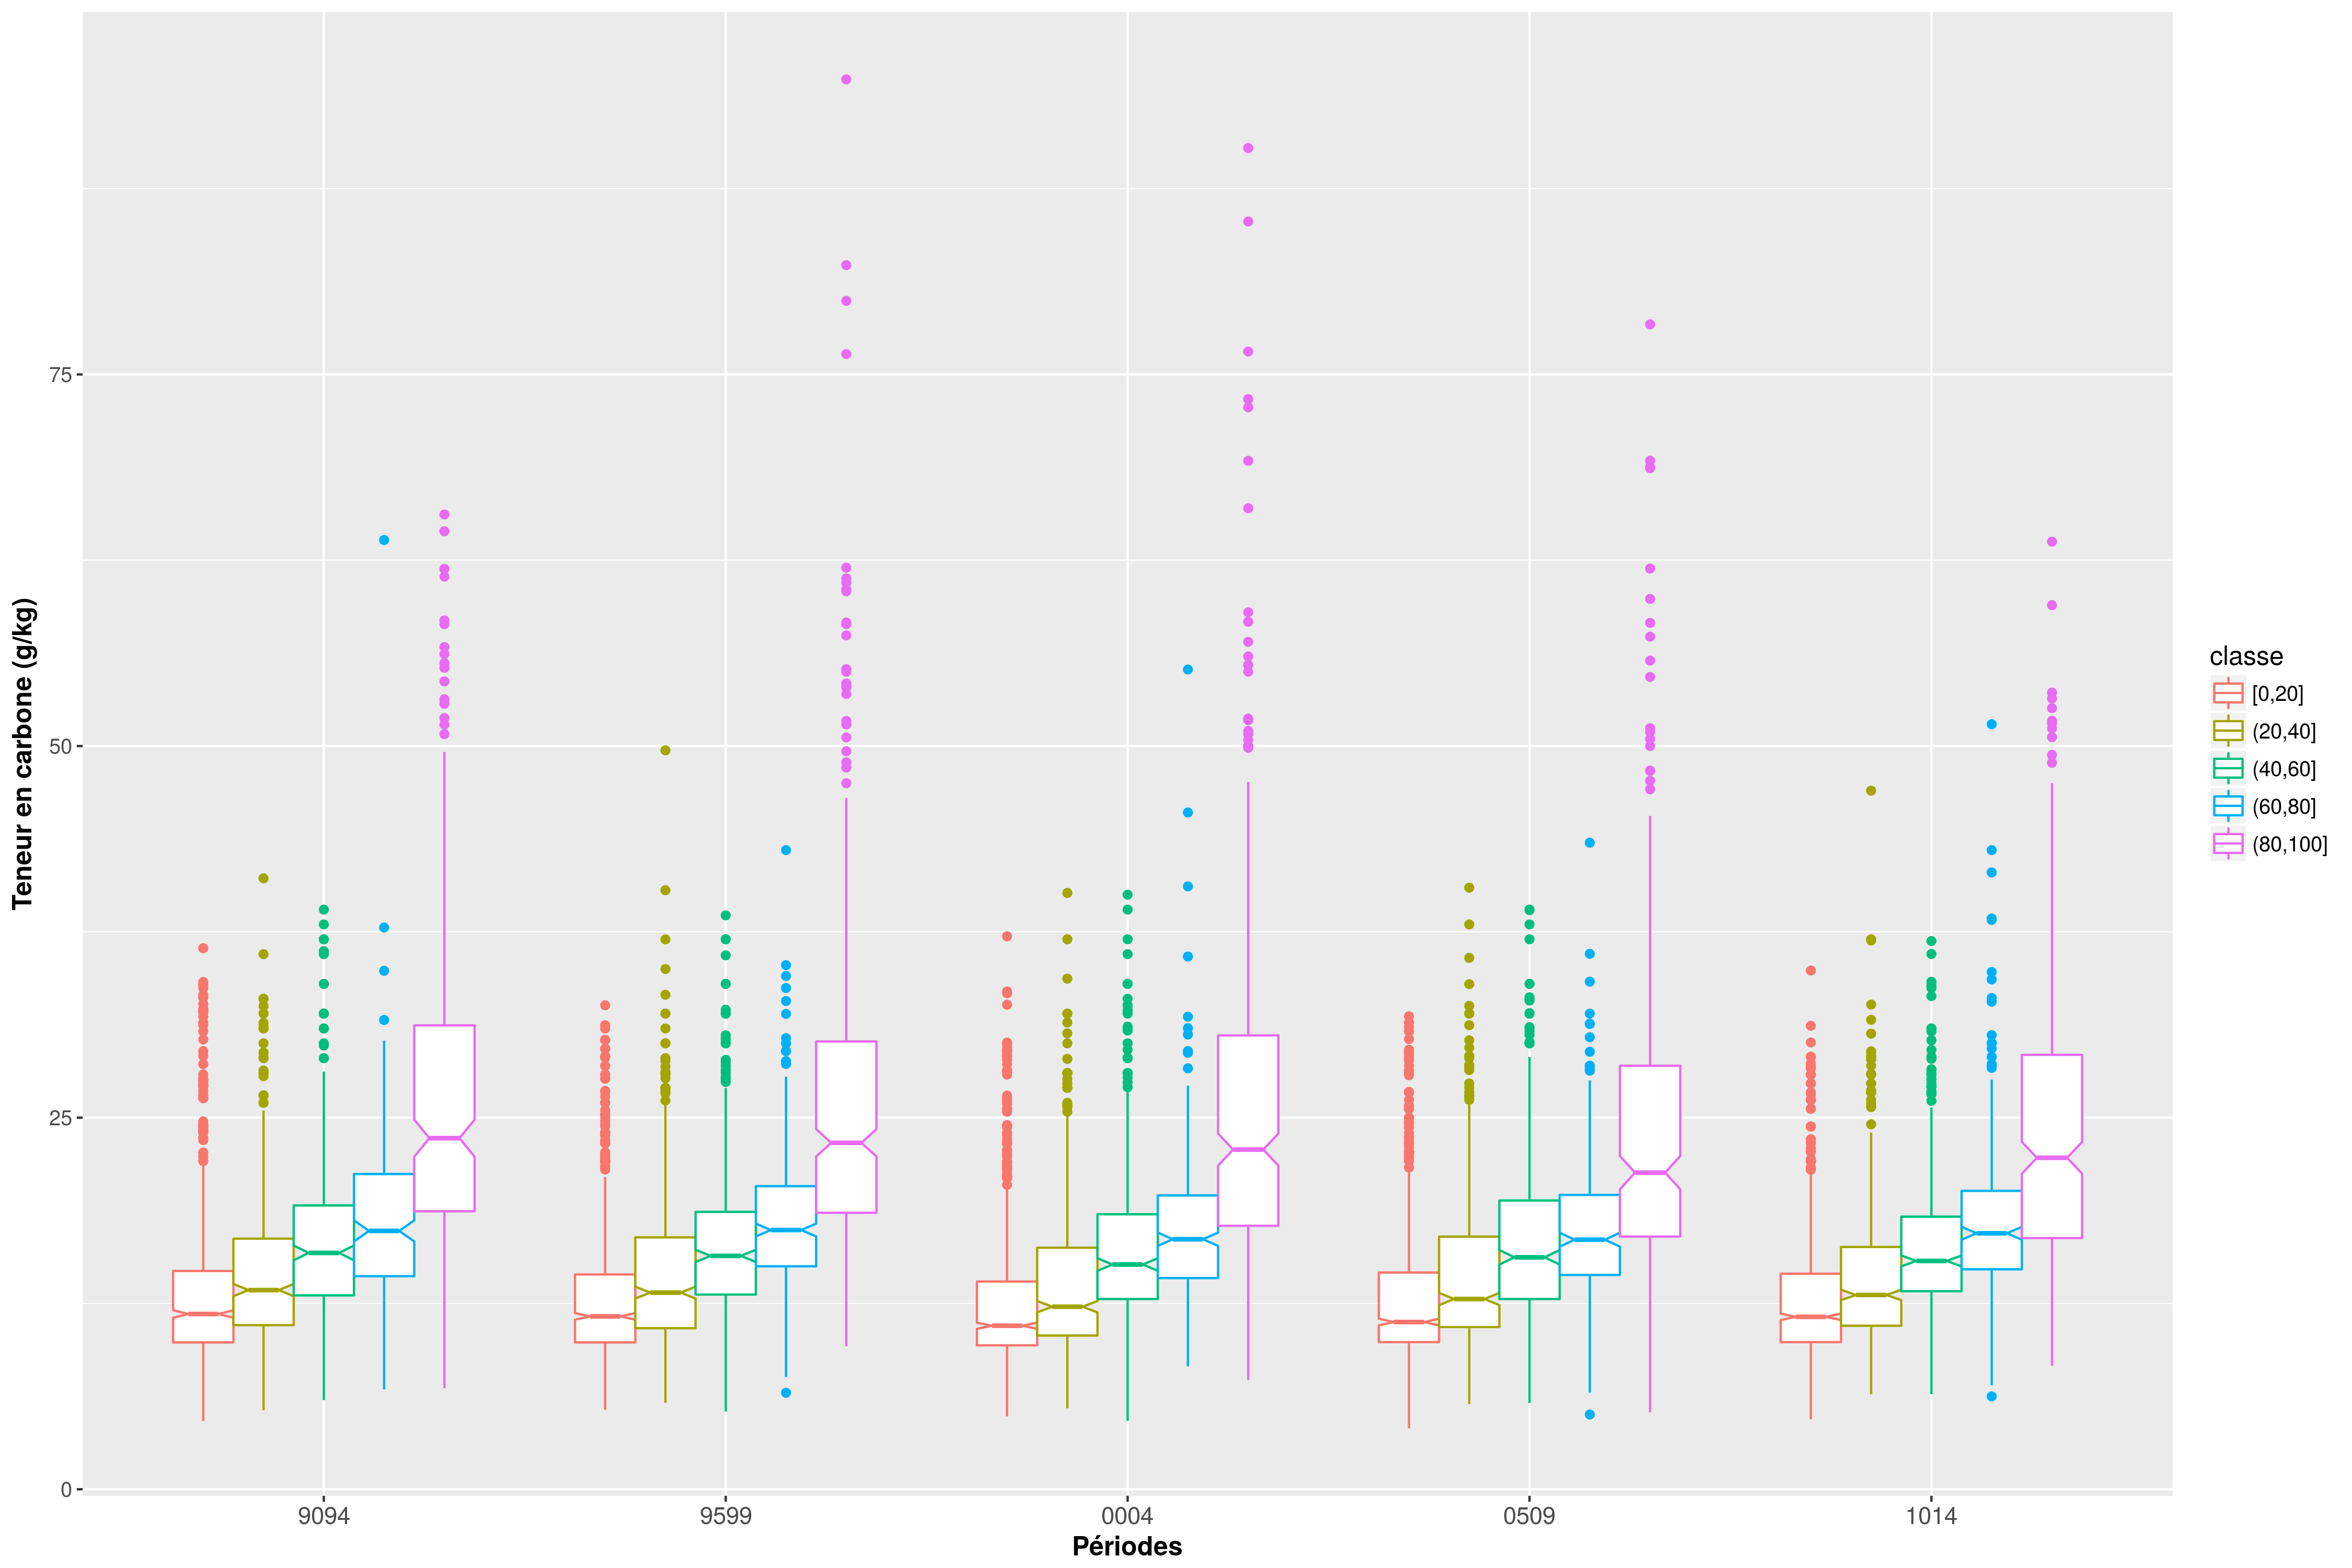 Teneur en carbone (g/kg)
75
50
25
0
9094 9599 0004 0509 1014
Périodes
classe
[0,20]
(20,40]
(40,60]
(60,80]
(80,100]